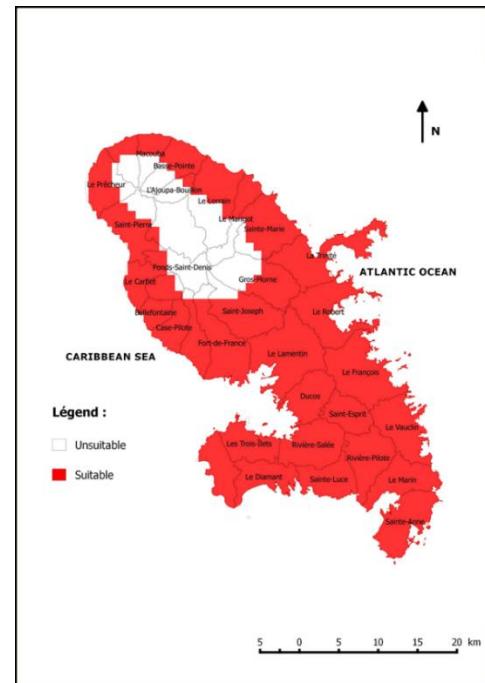 N
Macouba
Basse-Pointe
Le Prêcheur
L'Ajoupa-Bouillon
Le Lorrain
Le Marigot
Saint-Pierre
Sainte-Marie
La Trinité
Fonds-Saint-Denis
ATLANTIC OCEAN
Le Carbet
Gros-Morne
Bellefontaine
Saint-Joseph
Le Robert
Case-Pilote
Fort-de-France
CARIBBEAN SEA
Le Lamentin
Le François
Ducos
Légend :
Saint-Esprit
Le Vauclin
Unsuitable
Les Trois-Îlets
Rivière-Salée
Rivière-Pilote
Suitable
Le Diamant
Sainte-Luce
Le Marin
Sainte-Anne
5 0 5 10 15 20 km